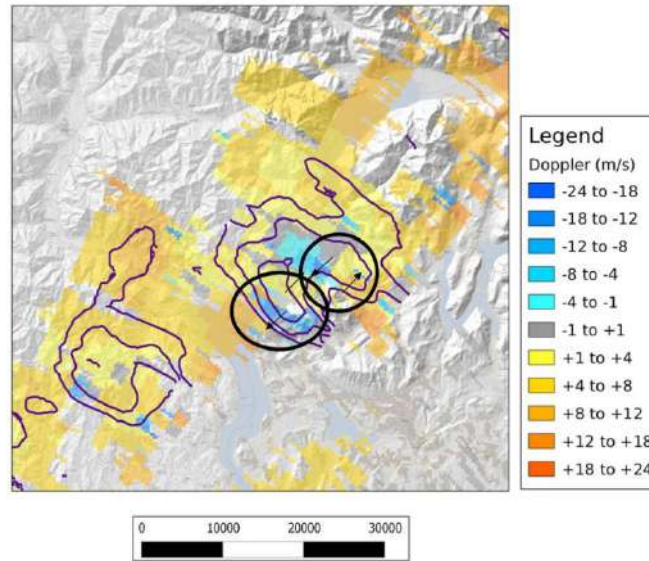 Legend
Doppler (m/s)
-24 to -18
-18 to -12
-12 to -8
-8 to -4
-4 to -1
-1 to +1
+1 to +4
+4 to +8
+8 to +12
+12 to +18
+18 to +24
0 10000 20000 30000